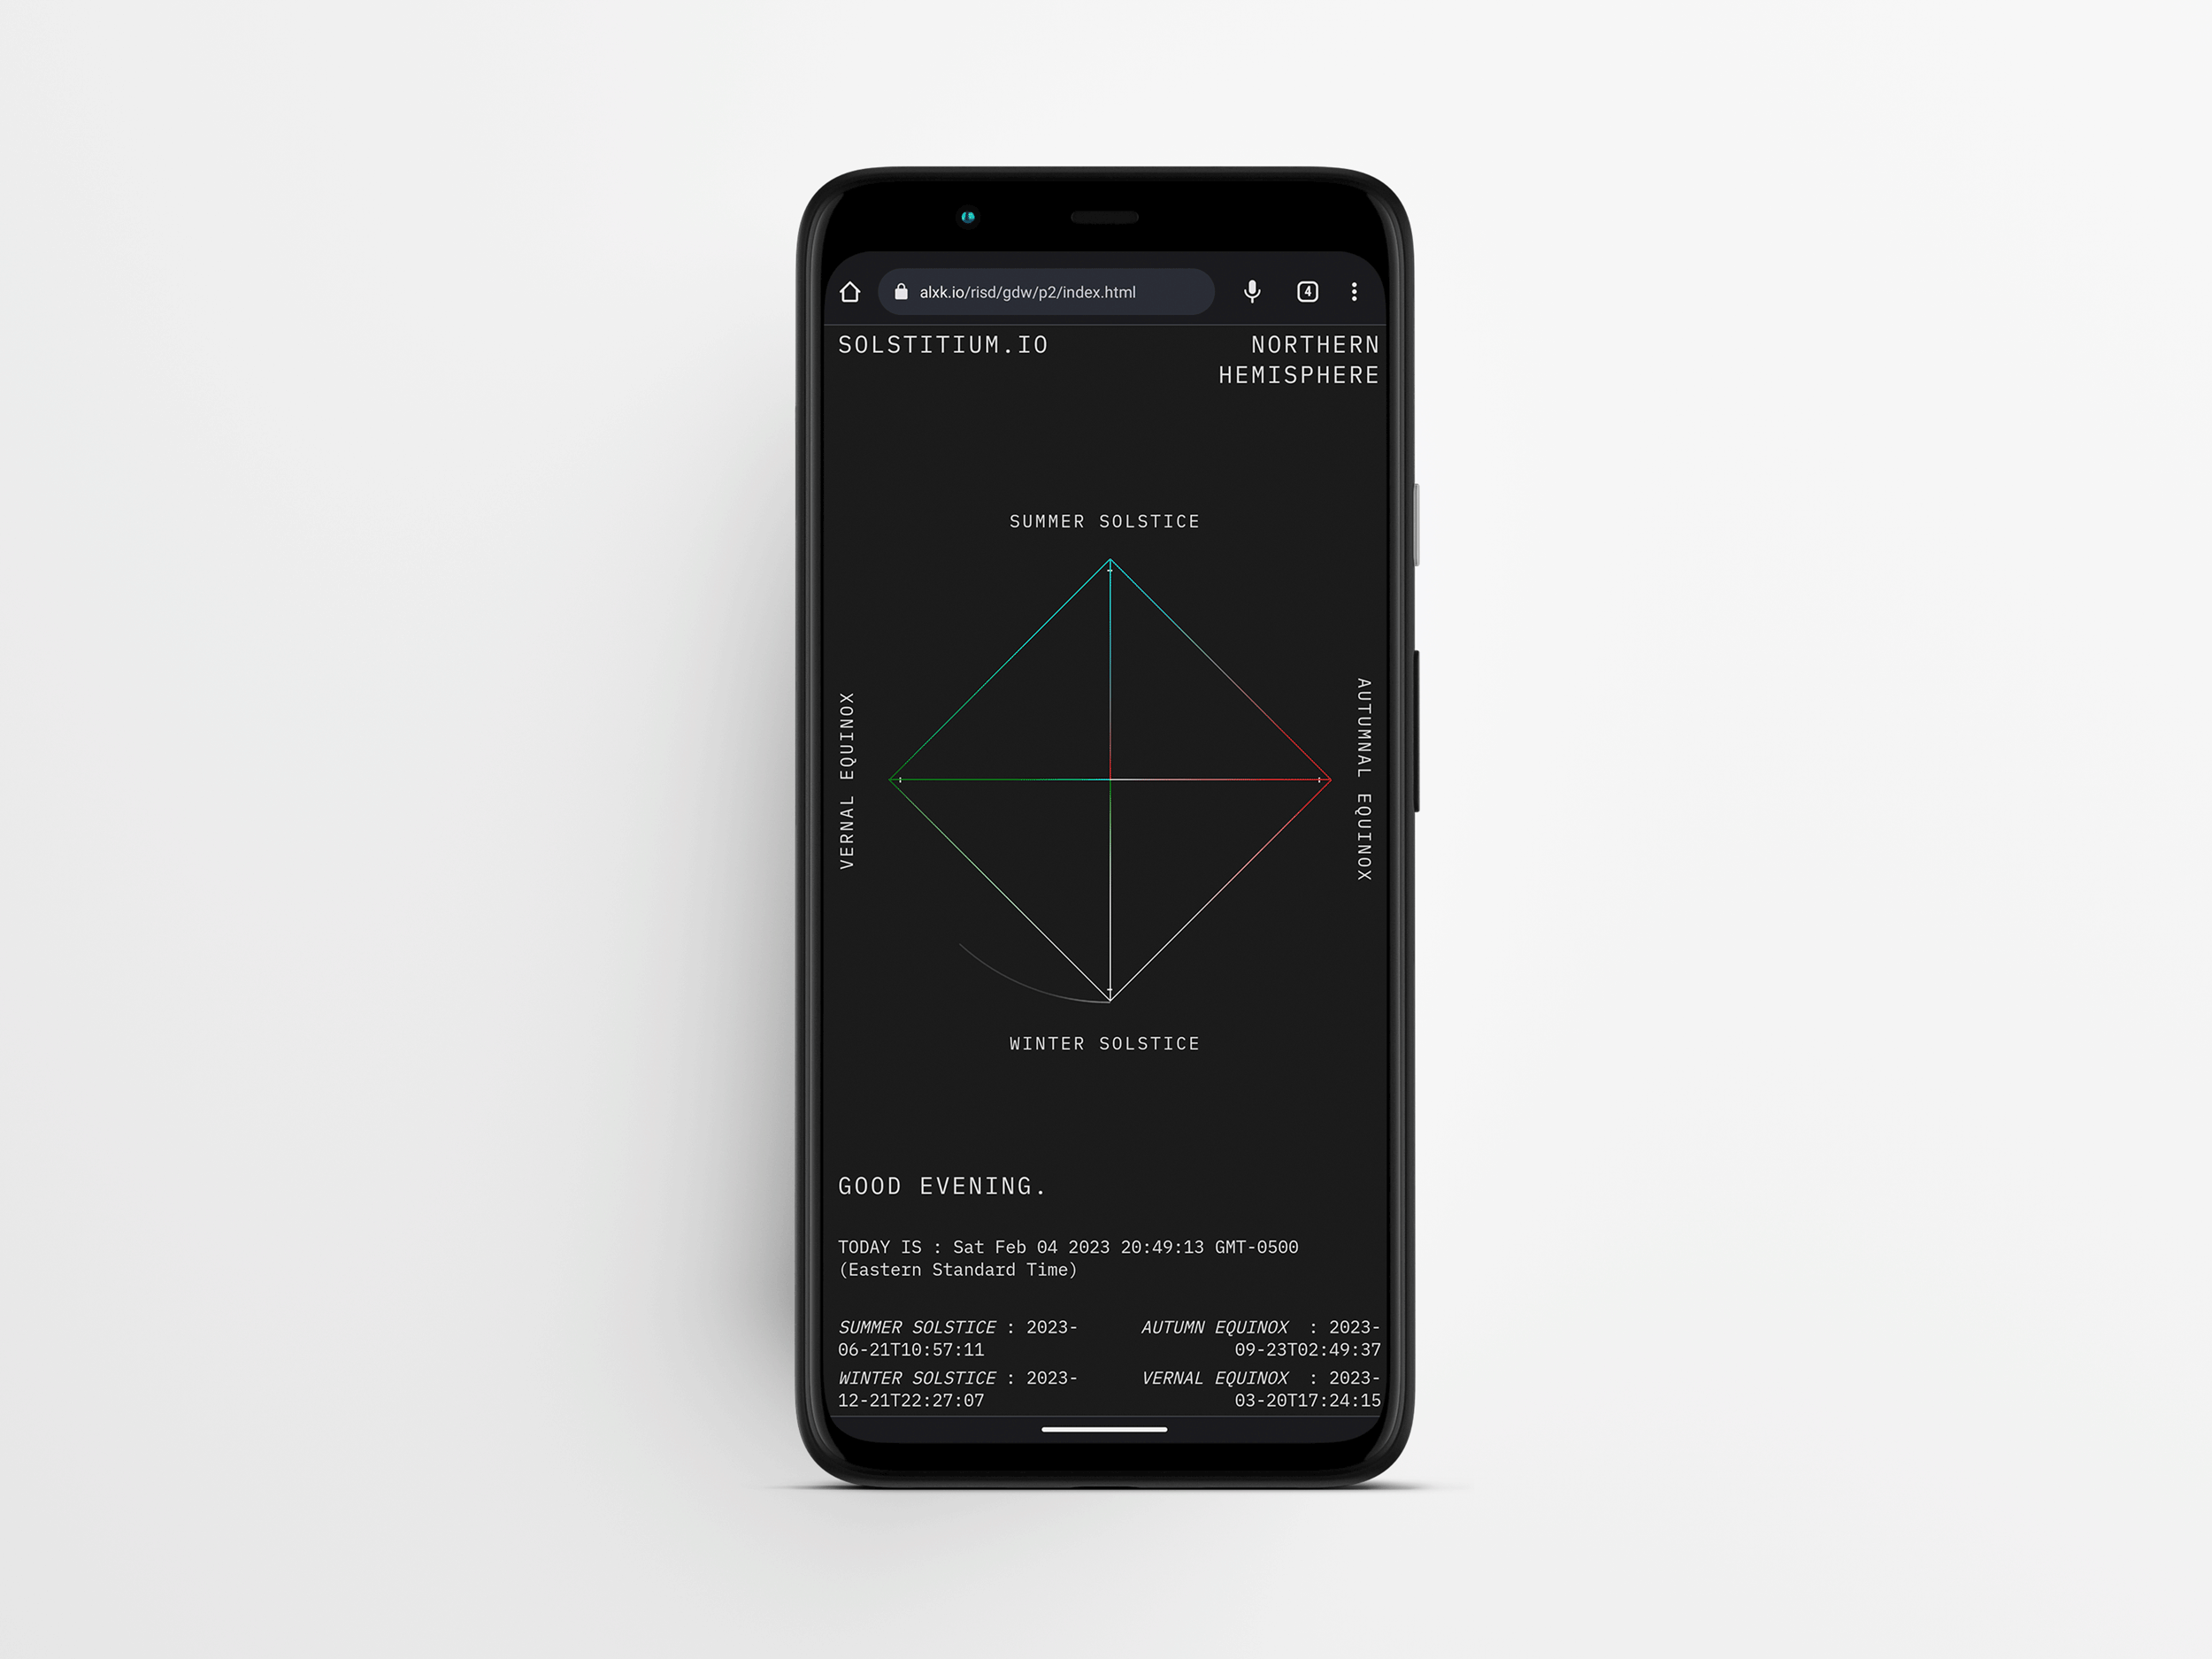 alxk.io/risd/gdw/p2/index.html
4
SOLSTITIUM.IO
NORTHERN
HEMISPHERE
SUMMER SOLSTICE
VERNAL EQUINOX
AUTUMNAL EQUINOX
WINTER SOLSTICE
GOOD EVENING.
TODAY IS : Sat Feb 04 2023 20:49:13 GMT-0500
(Eastern Standard Time)
SUMMER SOLSTICE : 2023-
06-21T10:57:11
AUTUMN EQUINOX : 2023-
09-23T02:49:37
WINTER SOLSTICE : 2023-
12-21T22:27:07
VERNAL EQUINOX : 2023-
03-20T17:24:15